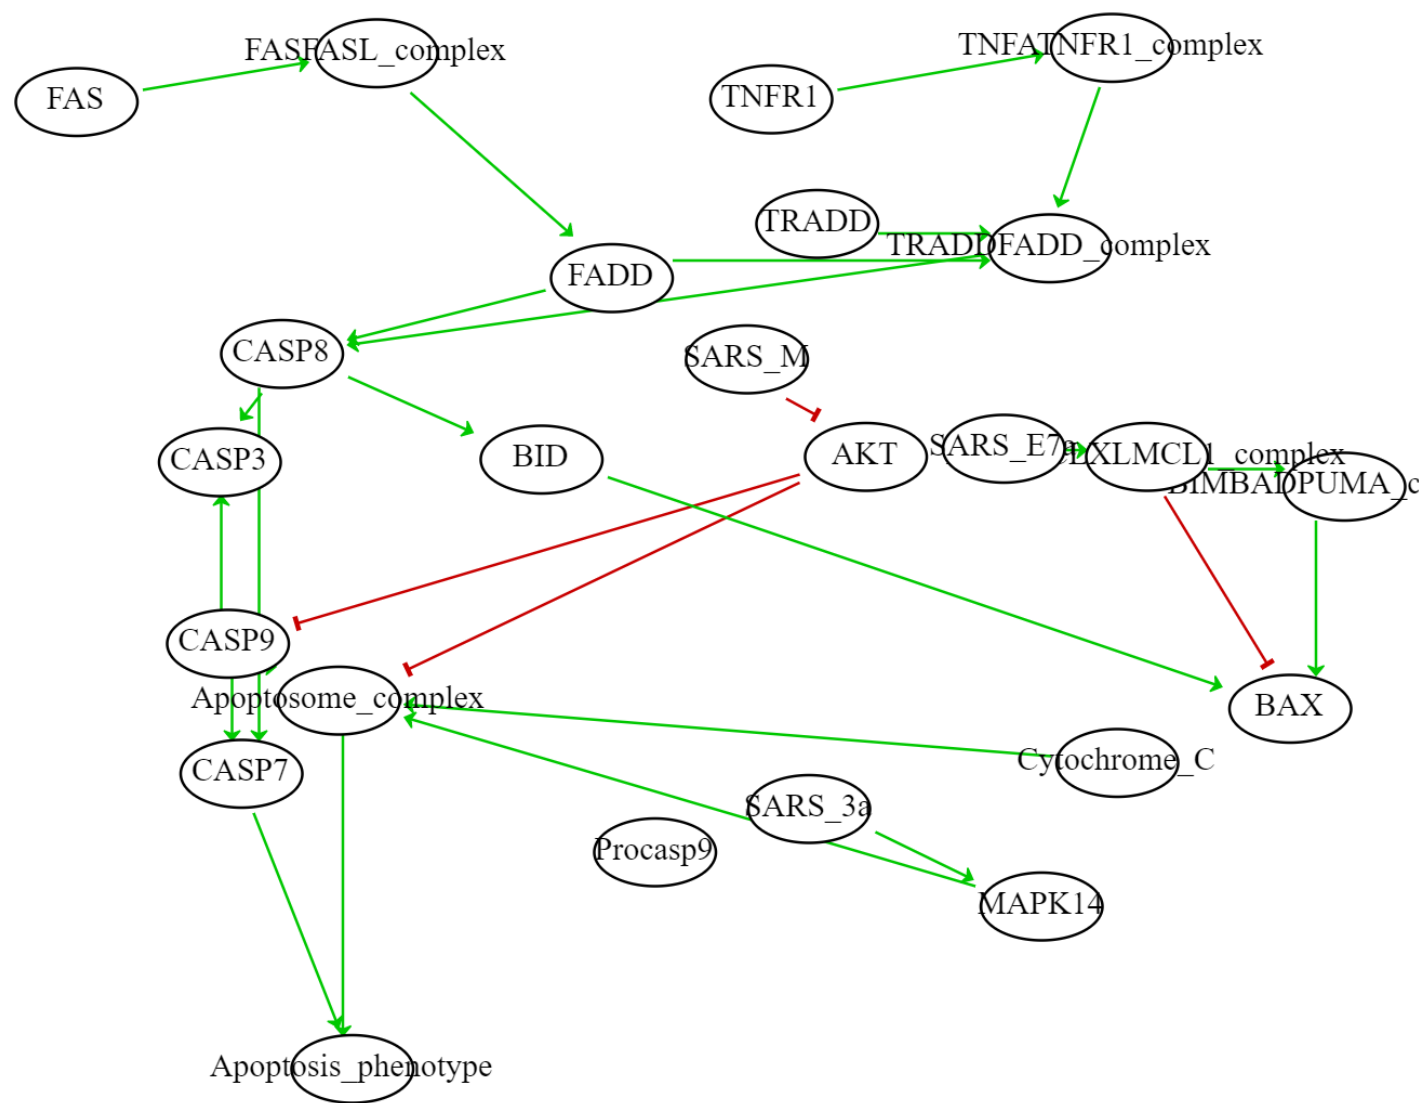 FASFASL_complex
TNFATNFR1_complex
FAS
TNFR1
TRADD
TRADDFADD_complex
FADD
CASP8
SARS_M
CASP3
BID
AKT
SARS_E7a
CLXLMCL1_complex
BIMBADPUMA_c
CASP9
Apoptosome_complex
BAX
CASP7
Cytochrome_C
SARS_3a
Procasp9
MAPK14
Apoptosis_phenotype